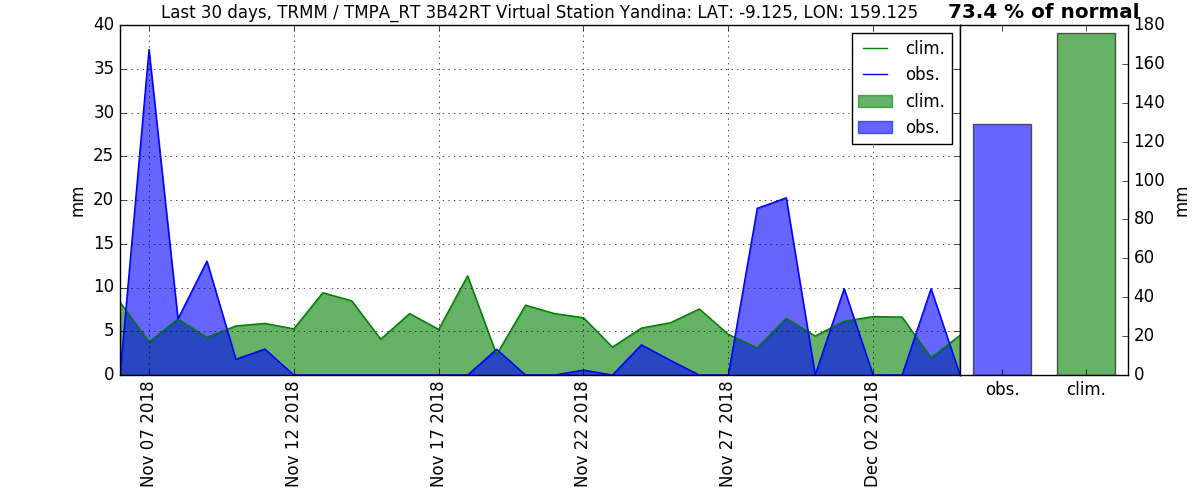 Last 30 days, TRMM / TMPA_RT 3B42RT Virtual Station Yandina: LAT: -9.125, LON: 159.125
73.4 % of normal
40
35
30
25
20
15
10
5
0
mm
clim.
obs.
clim.
obs.
Nov 07 2018
Nov 12 2018
Nov 17 2018
Nov 22 2018
Nov 27 2018
Dec 02 2018
180
160
140
120
100
80
60
40
20
0
mm
obs.
clim.